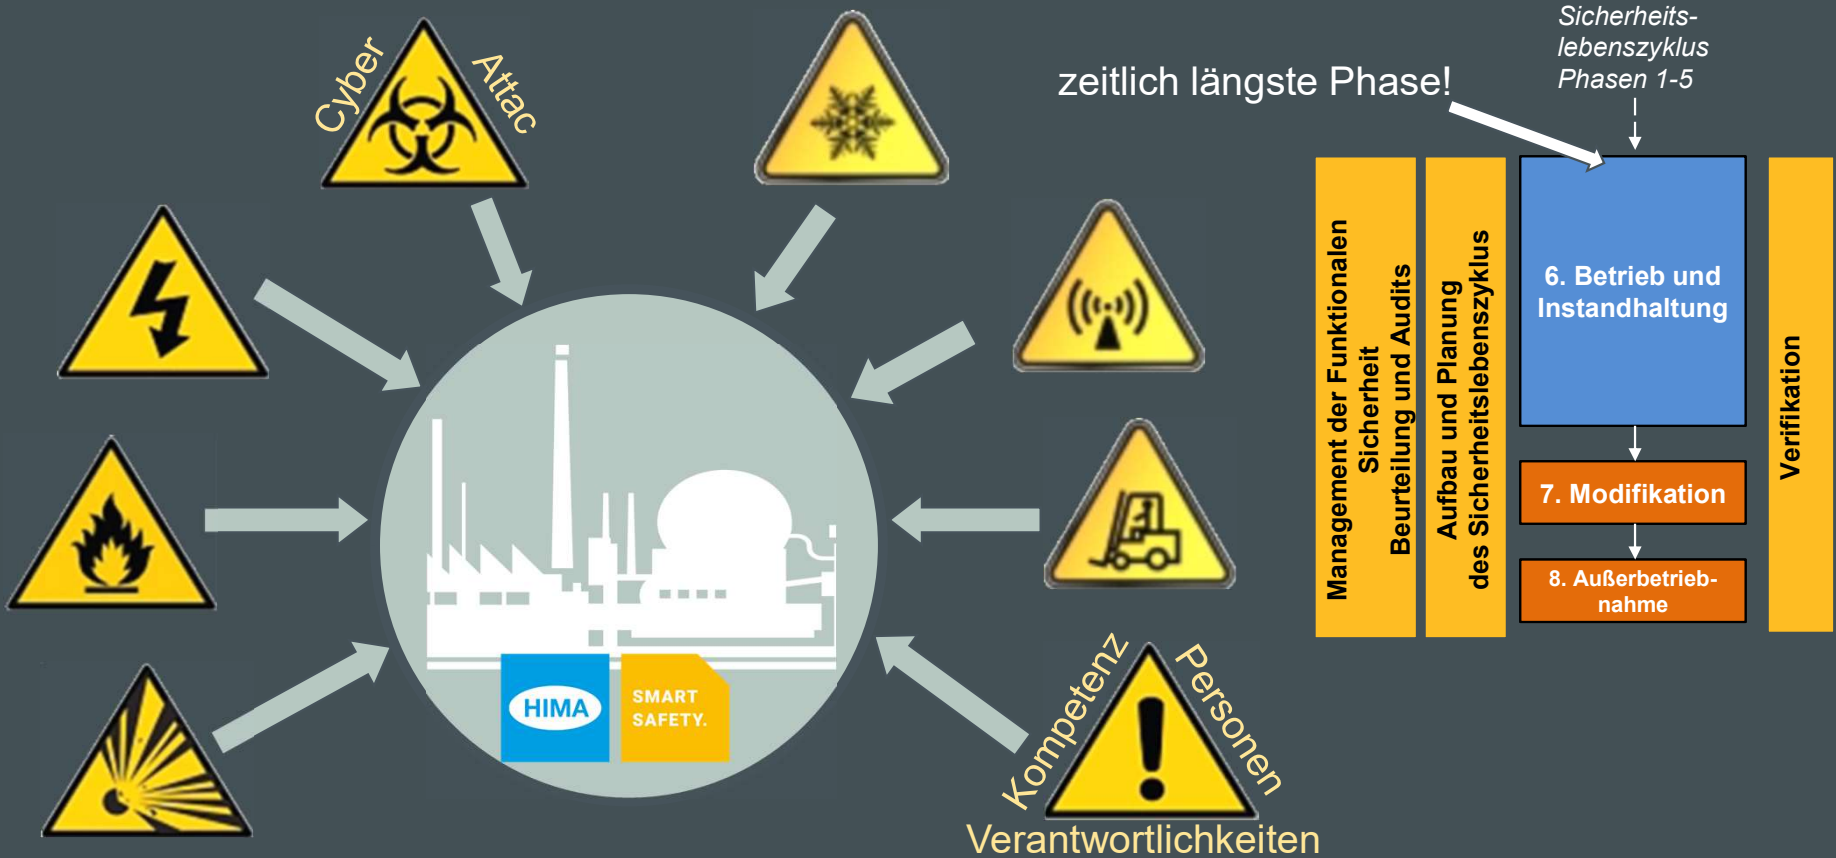 Cyber
Attac
zeitlich längste Phase!
Sicherheits-
lebenszyklus
Phasen 1-5
Management der Funktionalen
Sicherheit
Beurteilung und Audits
Aufbau und Planung
des Sicherheitslebenszyklus
6. Betrieb und
Instandhaltung
7. Modifikation
8. Außerbetrieb-
nahme
Verifikation
HIMA
SMART
SAFETY.
Kompetenz
Personen
Verantwortlichkeiten